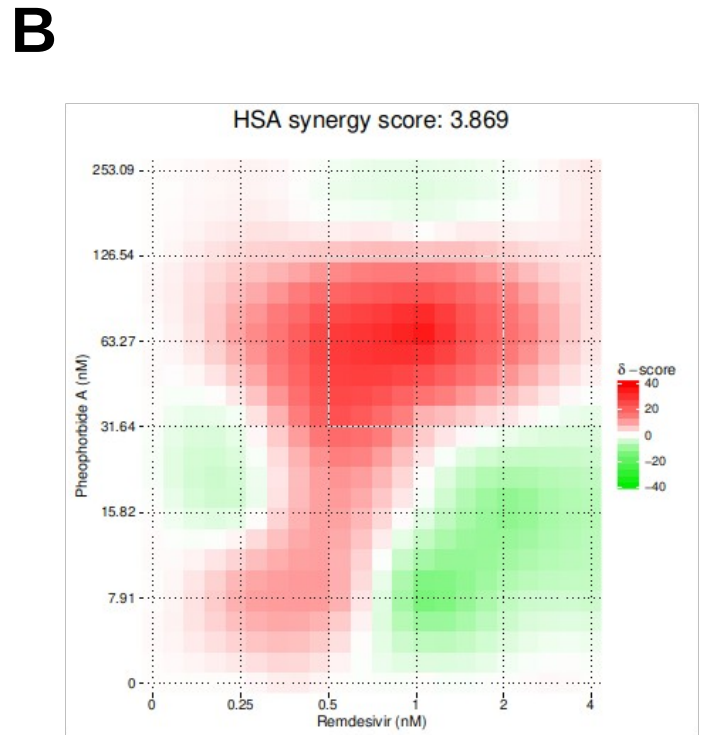 B
HSA synergy score: 3.869
253.09
126.54
63.27
31.64
15.82
7.91
0
Pheophorbide A (nM)
0 0.25 0.5 1 2 4
Remdesivir (nM)
δ–score
40
20
0
–20
–40